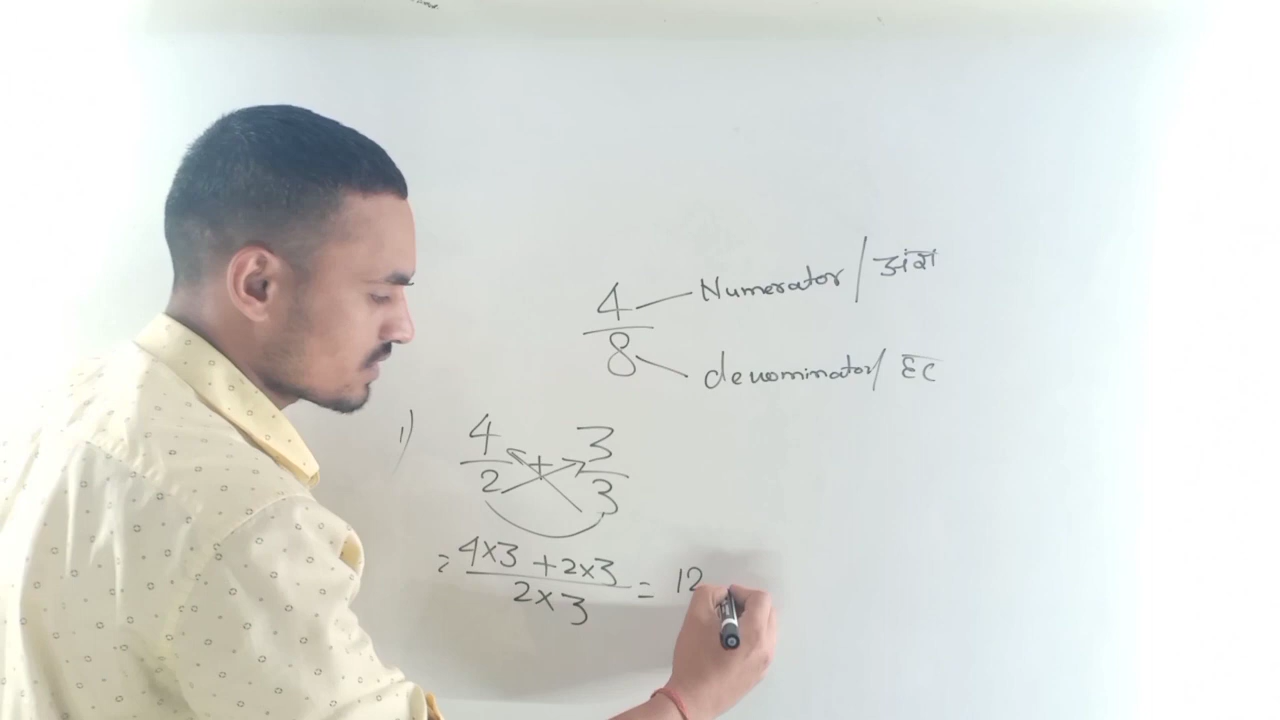 4/8
Numerator / अंश
denominator / हर
1) 4/2 + 3/3
= 4×3 + 2×3 / 2×3 = 12